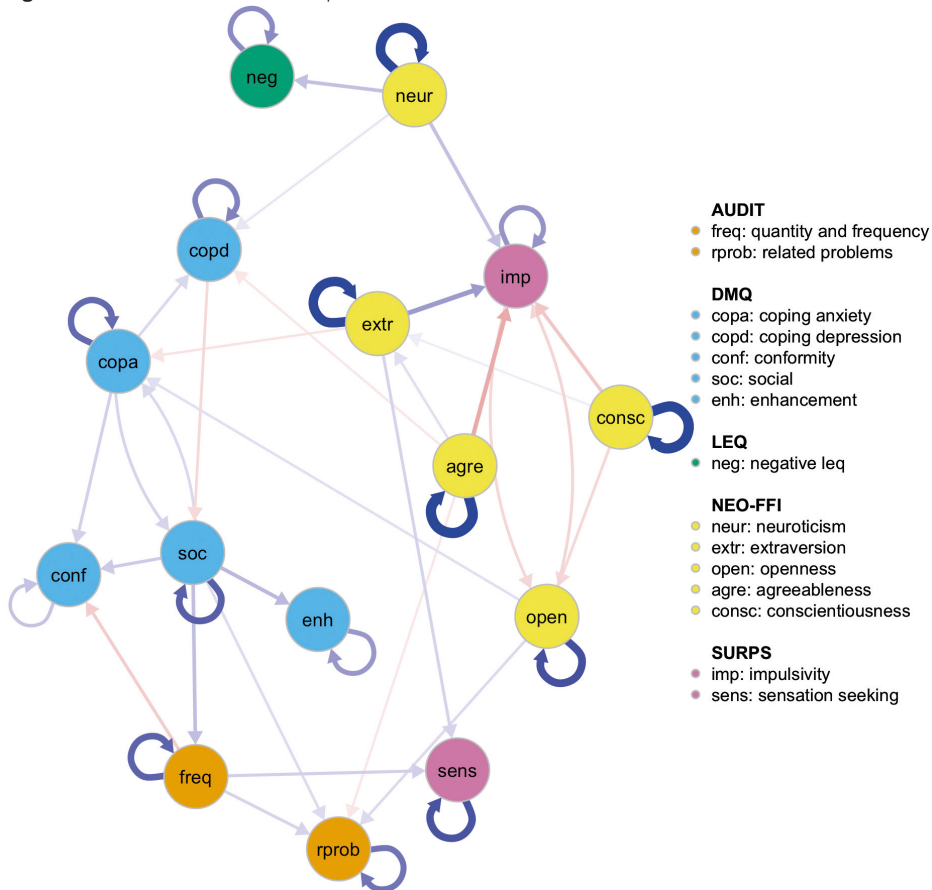 neg
neur
copd
imp
extr
copa
consc
agre
soc
conf
enh
open
sens
freq
rprob
AUDIT
freq: quantity and frequency
rprob: related problems
DMQ
copa: coping anxiety
copd: coping depression
conf: conformity
soc: social
enh: enhancement
LEQ
neg: negative leq
NEO-FFI
neur: neuroticism
extr: extraversion
open: openness
agre: agreeableness
consc: conscientiousness
SURPS
imp: impulsivity
sens: sensation seeking